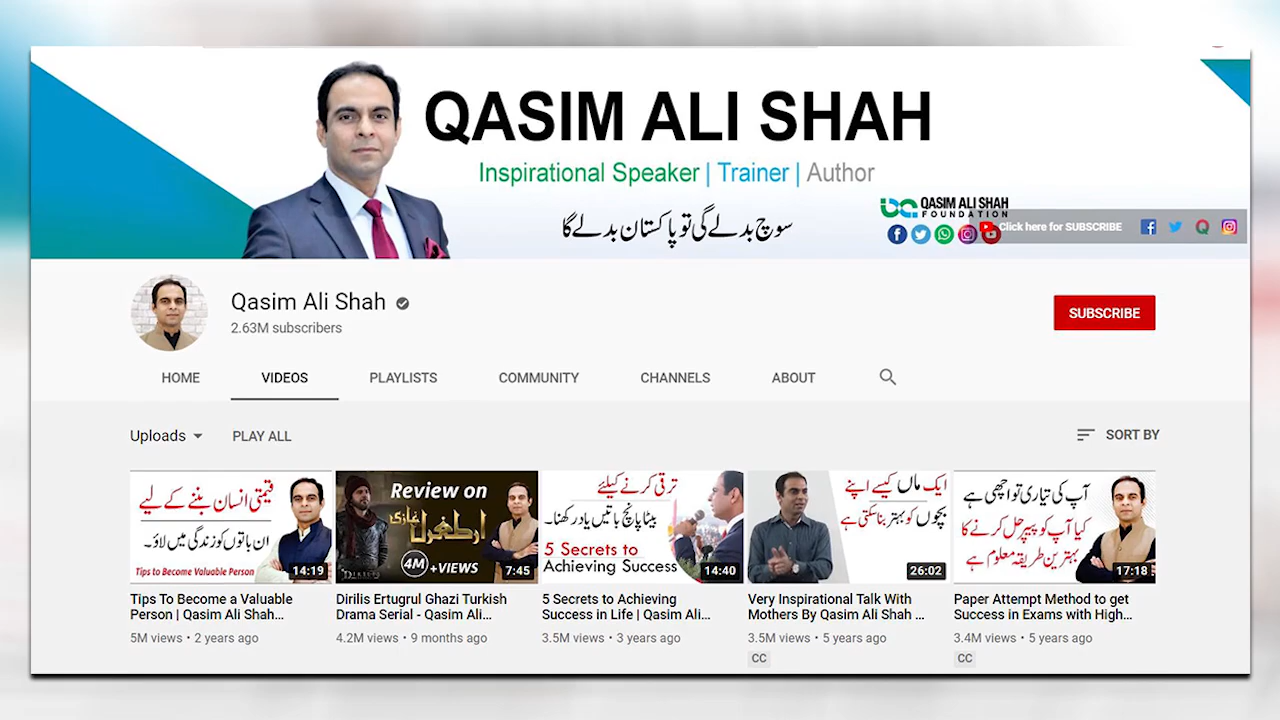 QASIM ALI SHAH
Inspirational Speaker | Trainer | Author
سوچ بدلے گی تو پاکستان بدلے گا
QASIM ALI SHAH
FOUNDATION
Click here for SUBSCRIBE
Qasim Ali Shah
2.63M subscribers
SUBSCRIBE
HOME VIDEOS PLAYLISTS COMMUNITY CHANNELS ABOUT
Uploads PLAY ALL SORT BY
قیمتی انسان بننے کے لیے
ان باتوں کو زندگی میں لاؤ۔
Tips to Become Valuable Person
14:19
Review on
ارطغرل غازی
4M +VIEWS
DIRILIS
7:45
ترقی کرنے کیلئے
بیٹا پانچ باتیں یاد رکھنا۔
5 Secrets to
Achieving Success
14:40
ایک ماں کیسے اپنے
بچوں کو بہتر بنا سکتی ہے
26:02
آپ کی تیاری تو اچھی ہے
کیا آپ کو پیپر حل کرنے کا
بہترین طریقہ معلوم ہے
17:18
Tips To Become a Valuable
Person | Qasim Ali Shah...
5M views • 2 years ago
Dirilis Ertugrul Ghazi Turkish
Drama Serial - Qasim Ali...
4.2M views • 9 months ago
5 Secrets to Achieving
Success in Life | Qasim Ali...
3.5M views • 3 years ago
Very Inspirational Talk With
Mothers By Qasim Ali Shah ...
3.5M views • 5 years ago
CC
Paper Attempt Method to get
Success in Exams with High...
3.4M views • 5 years ago
CC